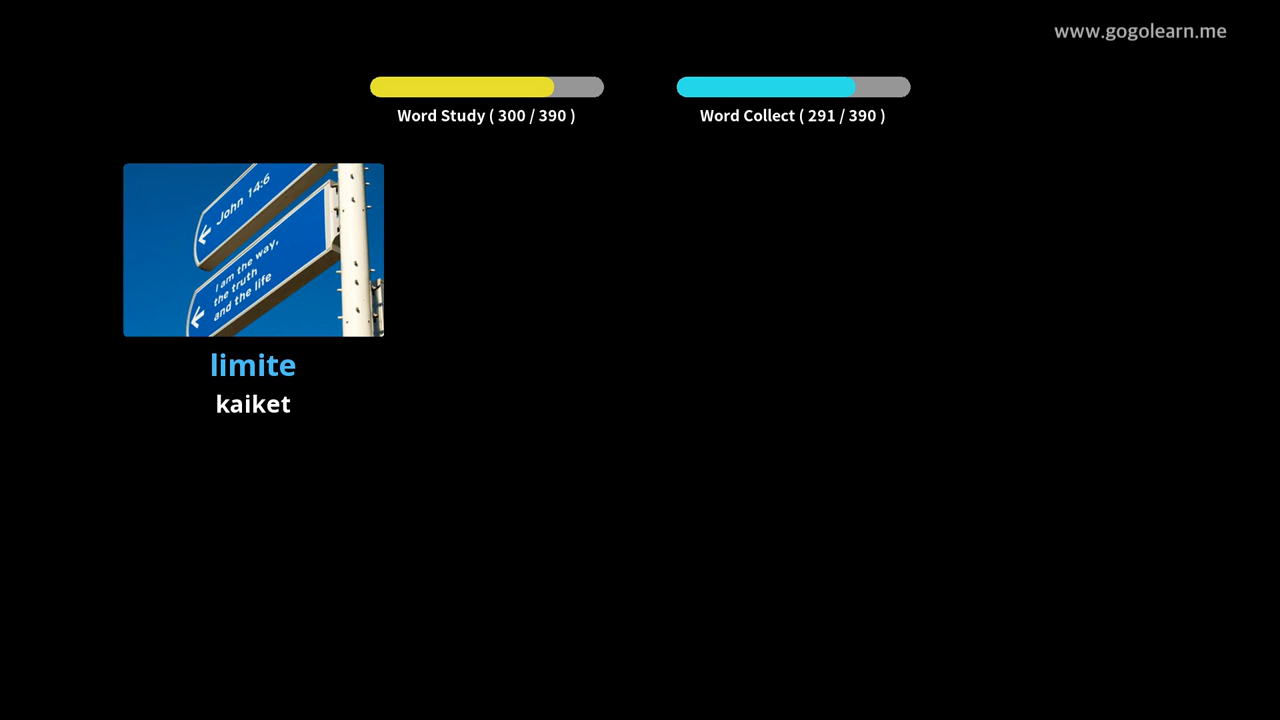 www.gogolearn.me
Word Study ( 300 / 390 )
Word Collect ( 291 / 390 )
John 14:6
I am the way,
the truth
and the life
limite
kaiket